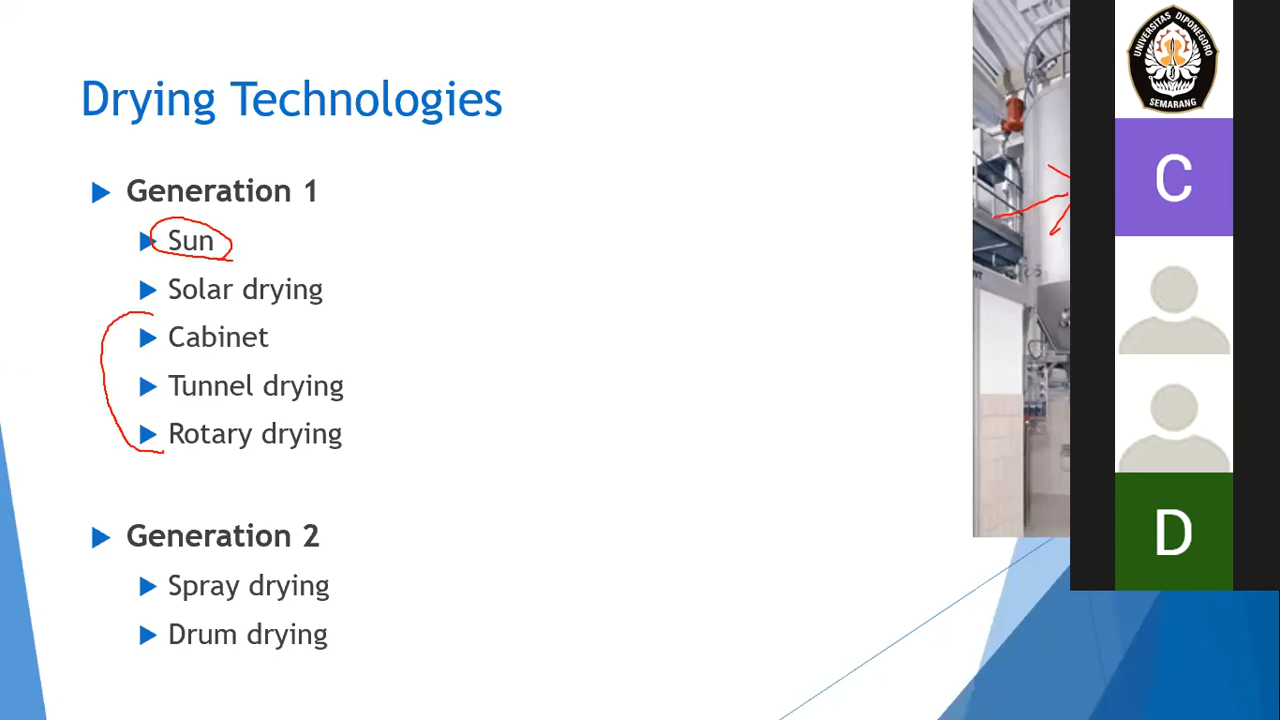 Drying Technologies
Generation 1
Sun
Solar drying
Cabinet
Tunnel drying
Rotary drying
Generation 2
Spray drying
Drum drying
UNIVERSITAS DIPONEGORO
SEMARANG
C
D